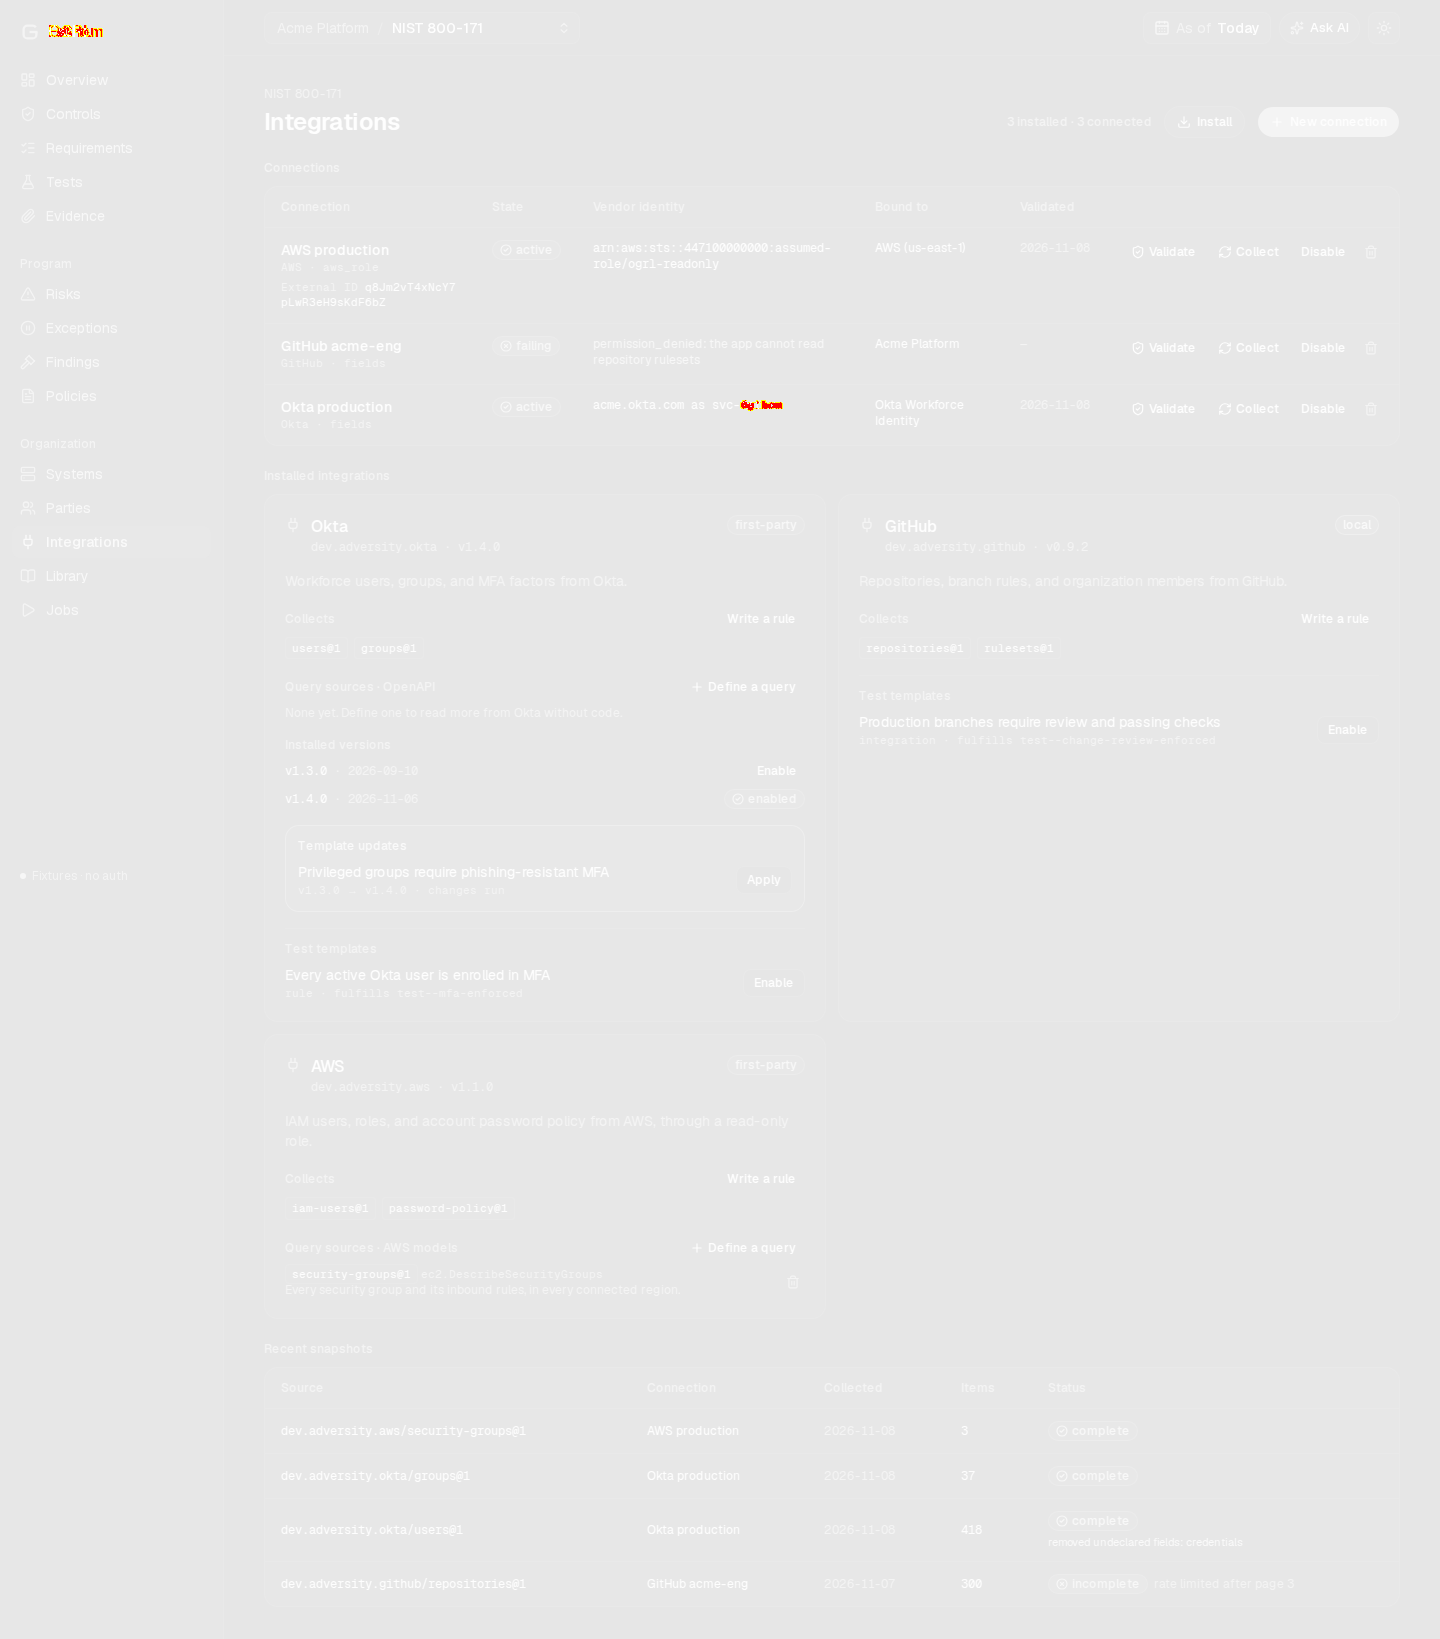 Acme Platform / NIST 800-171
As of Today
Ask AI
Overview
Controls
Requirements
Tests
Evidence
Program
Risks
Exceptions
Findings
Policies
Organization
Systems
Parties
Integrations
Library
Jobs
Fixtures · no auth
NIST 800-171
Integrations
3 installed · 3 connected
Install
+ New connection
Connections
Connection State Vendor identity Bound to Validated
AWS production active arn:aws:sts::447100000000:assumed- AWS (us-east-1) 2026-11-08 Validate Collect Disable
AWS · aws_role role/ogrl-readonly
External ID q8Jm2vT4xNcY7
pLwR3eH9sKdF6bZ
GitHub acme-eng failing permission_denied: the app cannot read Acme Platform — Validate Collect Disable
GitHub · fields repository rulesets
Okta production active acme.okta.com as svc- Okta Workforce 2026-11-08 Validate Collect Disable
Okta · fields Identity
Installed integrations
Okta first-party
dev.adversity.okta · v1.4.0
Workforce users, groups, and MFA factors from Okta.
Collects Write a rule
users@1 groups@1
Query sources · OpenAPI + Define a query
None yet. Define one to read more from Okta without code.
Installed versions
v1.3.0 · 2026-09-10 Enable
v1.4.0 · 2026-11-06 enabled
Template updates
Privileged groups require phishing-resistant MFA
v1.3.0 → v1.4.0 · changes run
Apply
Test templates
Every active Okta user is enrolled in MFA
rule · fulfills test--mfa-enforced
Enable
GitHub local
dev.adversity.github · v0.9.2
Repositories, branch rules, and organization members from GitHub.
Collects Write a rule
repositories@1 rulesets@1
Test templates
Production branches require review and passing checks
integration · fulfills test--change-review-enforced
Enable
AWS first-party
dev.adversity.aws · v1.1.0
IAM users, roles, and account password policy from AWS, through a read-only
role.
Collects Write a rule
iam-users@1 password-policy@1
Query sources · AWS models + Define a query
security-groups@1 ec2.DescribeSecurityGroups
Every security group and its inbound rules, in every connected region.
Recent snapshots
Source Connection Collected Items Status
dev.adversity.aws/security-groups@1 AWS production 2026-11-08 3 complete
dev.adversity.okta/groups@1 Okta production 2026-11-08 37 complete
dev.adversity.okta/users@1 Okta production 2026-11-08 418 complete
removed undeclared fields: credentials
dev.adversity.github/repositories@1 GitHub acme-eng 2026-11-07 300 incomplete rate limited after page 3